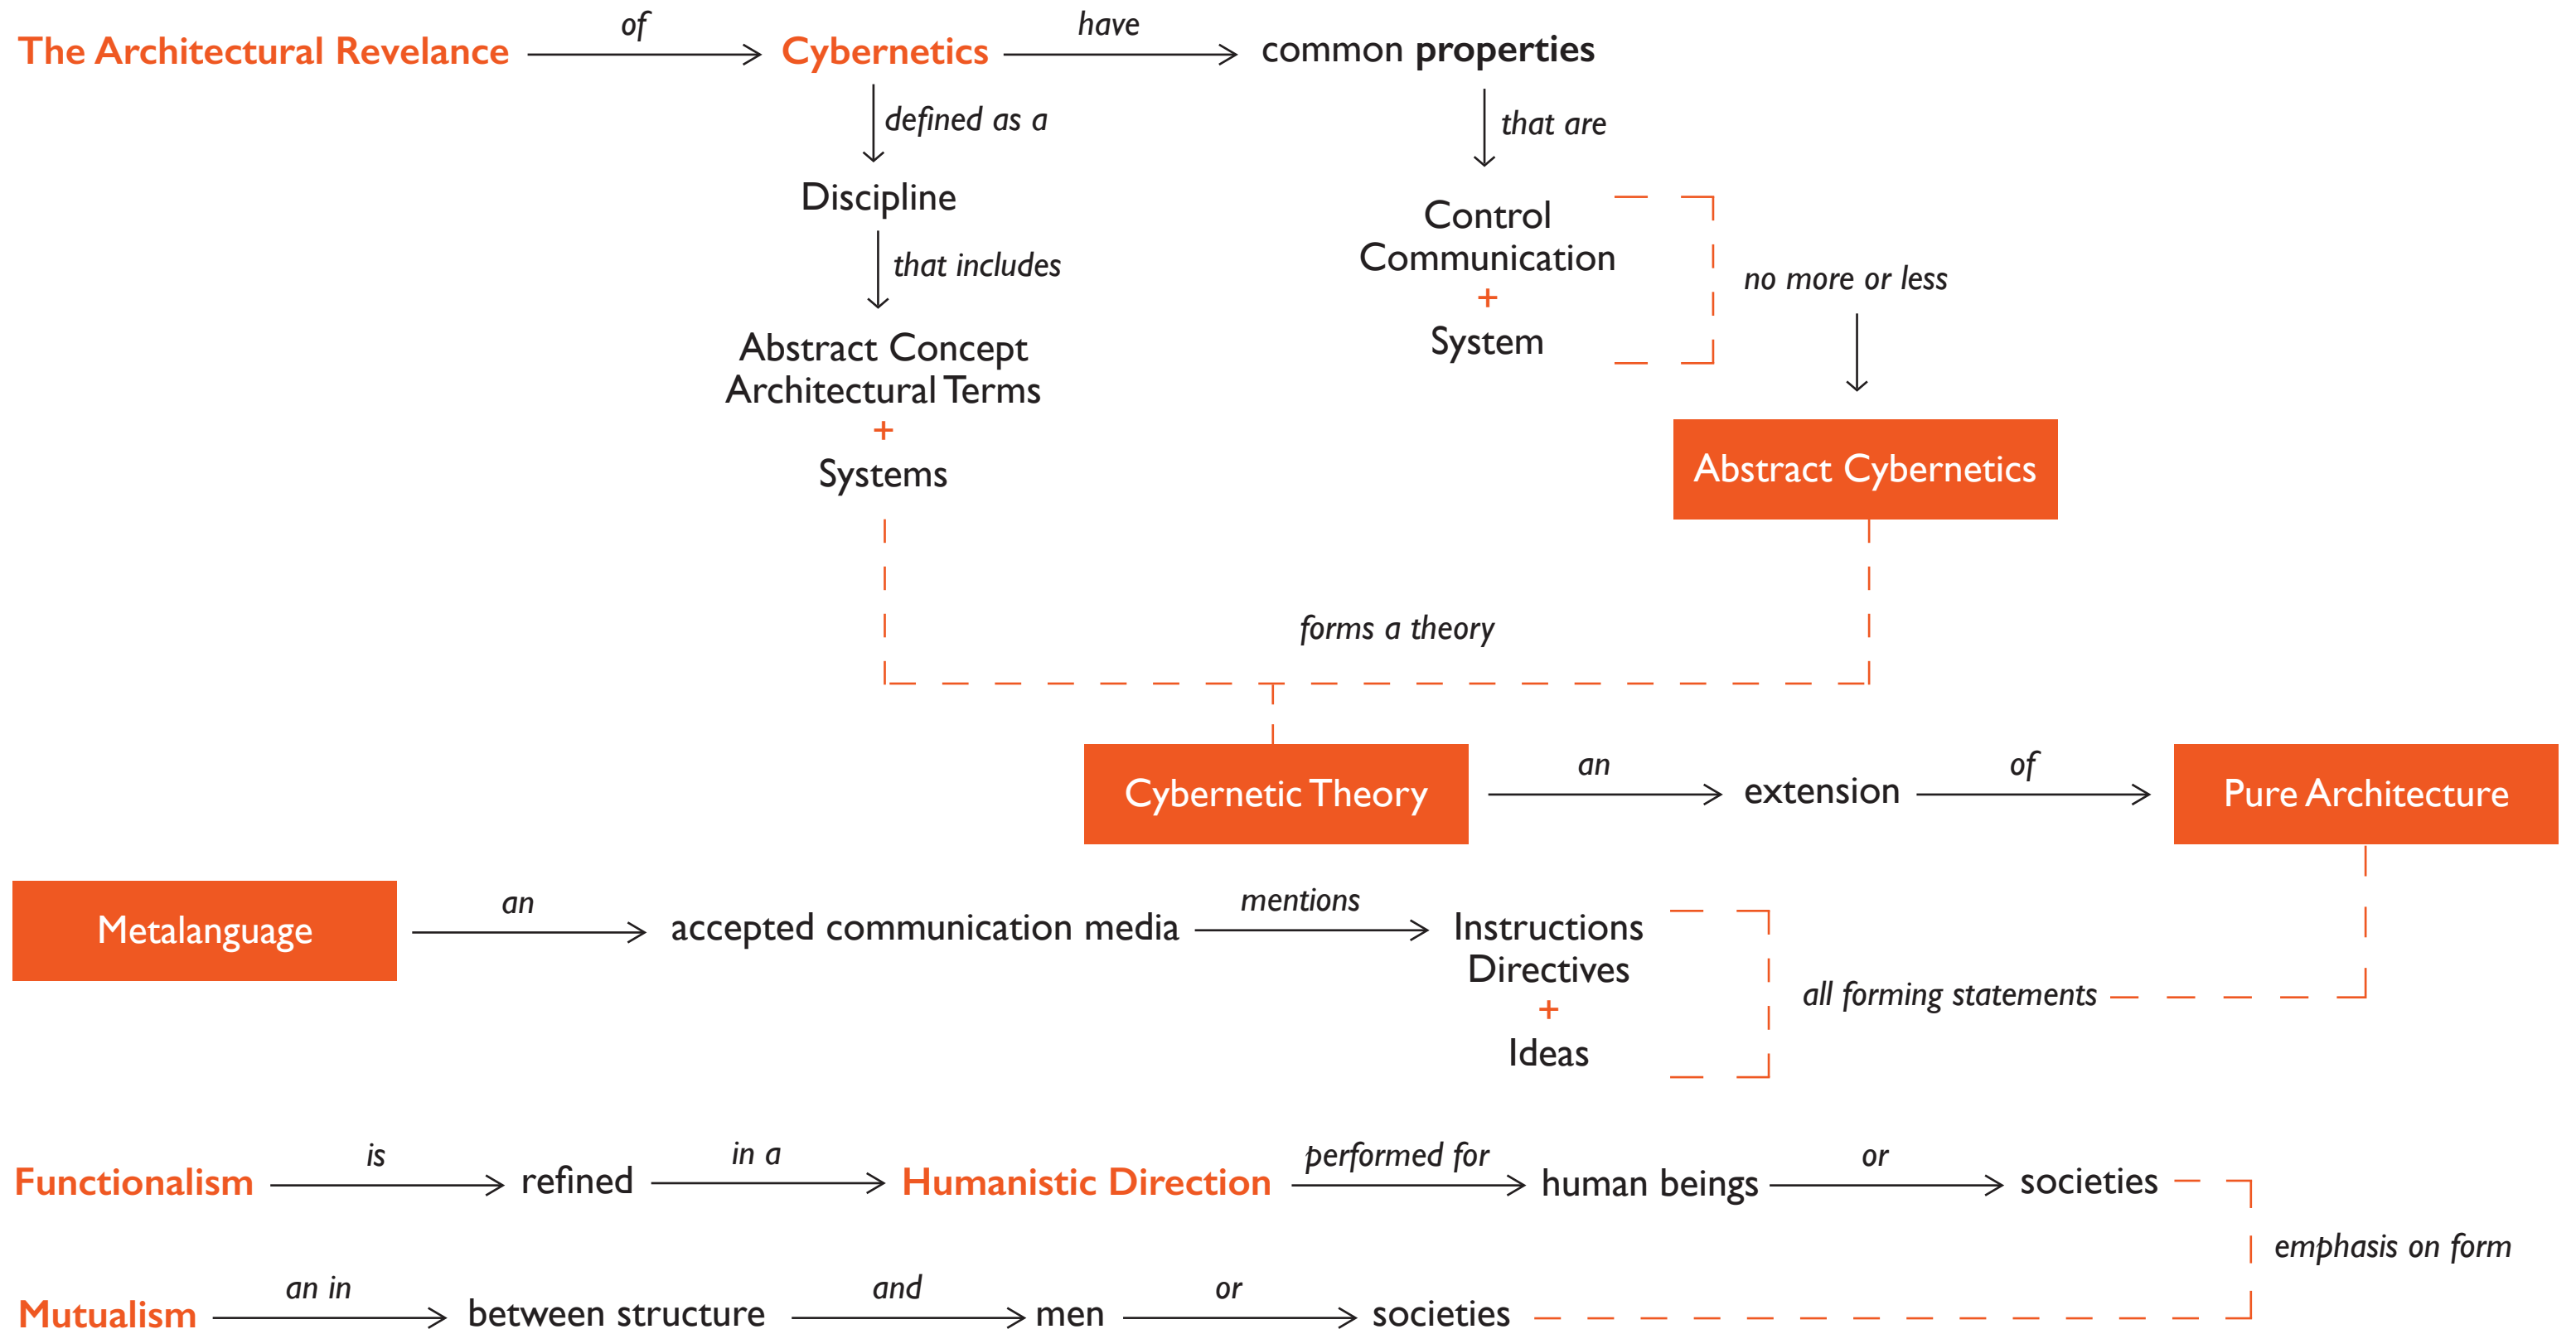 The Architectural Revelance
of
Cybernetics
have
common properties
defined as a
that are
Discipline
Control
Communication
+
System
that includes
no more or less
Abstract Concept
Architectural Terms
+
Systems
Abstract Cybernetics
forms a theory
Cybernetic Theory
an
extension
of
Pure Architecture
Metalanguage
an
accepted communication media
mentions
Instructions
Directives
+
Ideas
all forming statements
Functionalism
is
refined
in a
Humanistic Direction
performed for
human beings
or
societies
emphasis on form
Mutualism
an in
between structure
and
men
or
societies